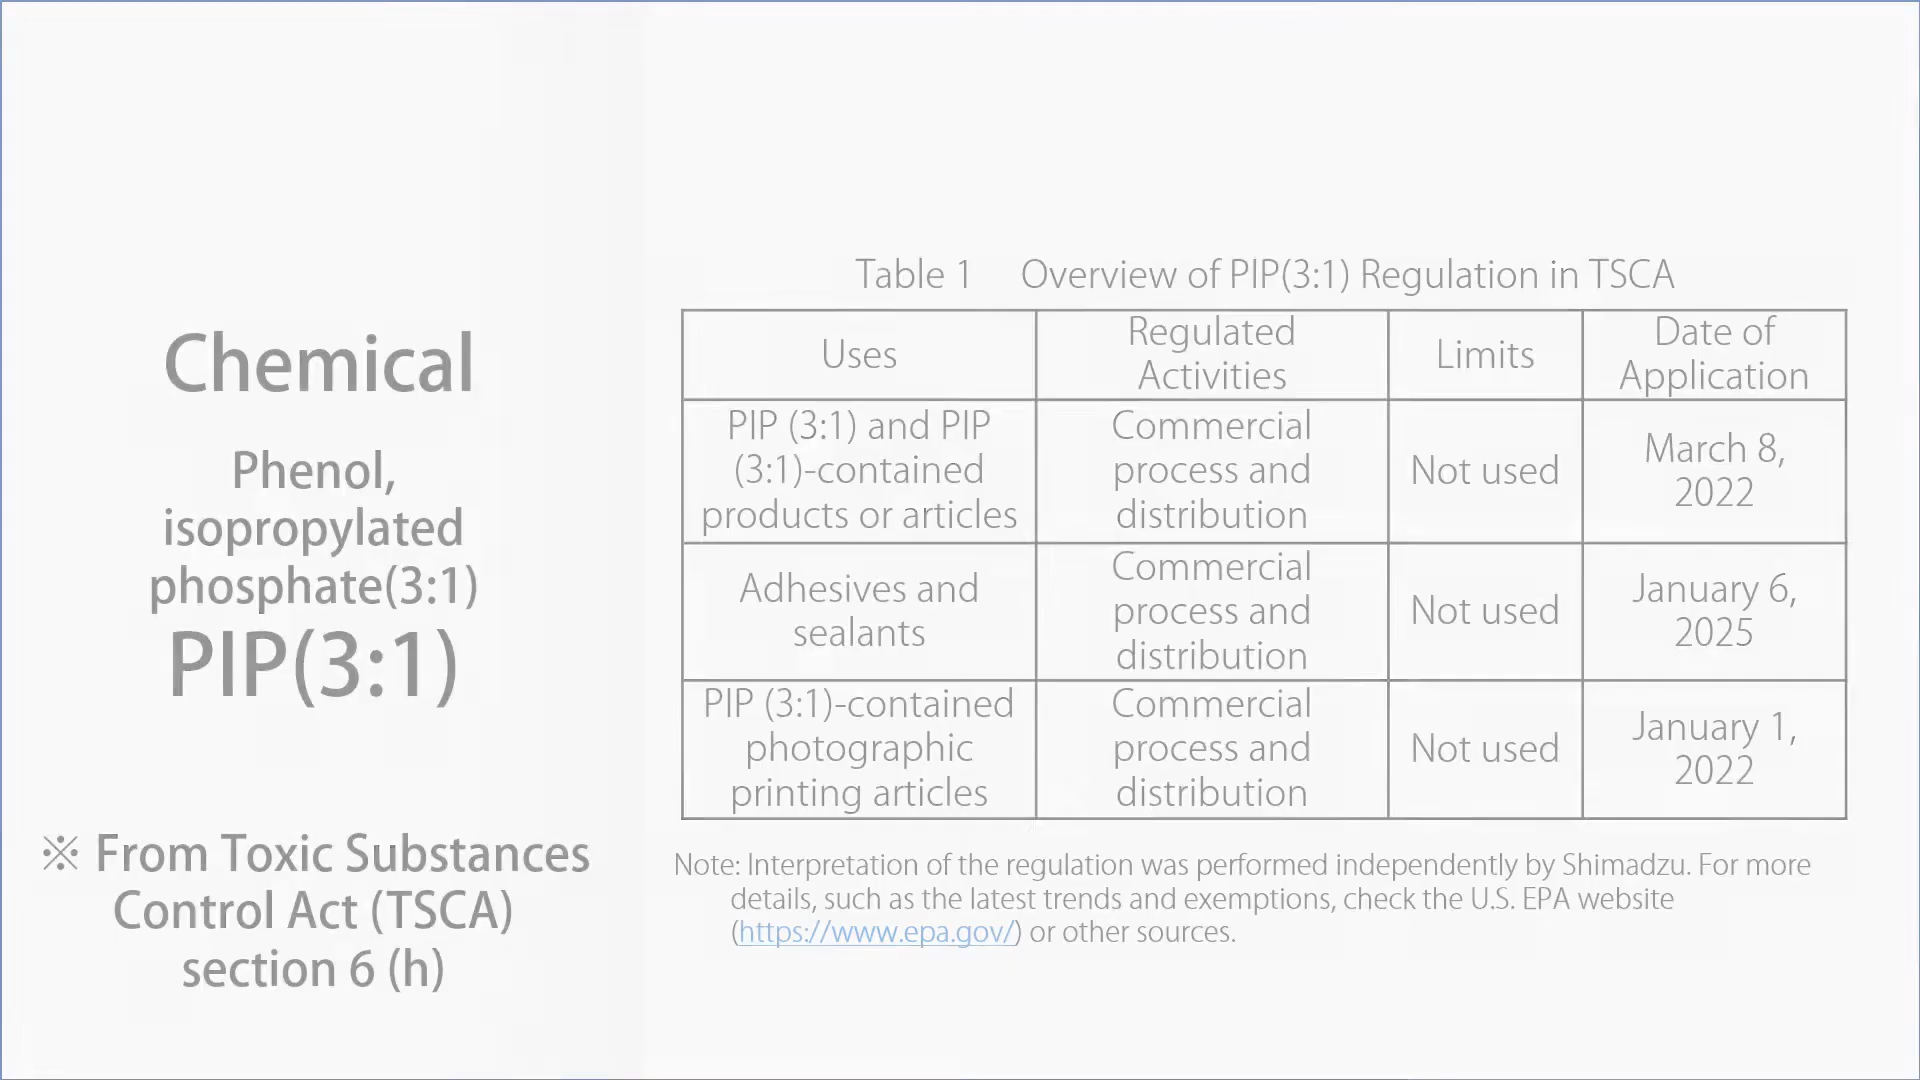 Chemical
Phenol,
isopropylated
phosphate(3:1)
PIP(3:1)
※ From Toxic Substances
Control Act (TSCA)
section 6 (h)
Table 1 Overview of PIP(3:1) Regulation in TSCA
Uses
Regulated
Activities
Limits
Date of
Application
PIP (3:1) and PIP
(3:1)-contained
products or articles
Commercial
process and
distribution
Not used
March 8,
2022
Adhesives and
sealants
Commercial
process and
distribution
Not used
January 6,
2025
PIP (3:1)-contained
photographic
printing articles
Commercial
process and
distribution
Not used
January 1,
2022
Note: Interpretation of the regulation was performed independently by Shimadzu. For more
details, such as the latest trends and exemptions, check the U.S. EPA website
(https://www.epa.gov/) or other sources.